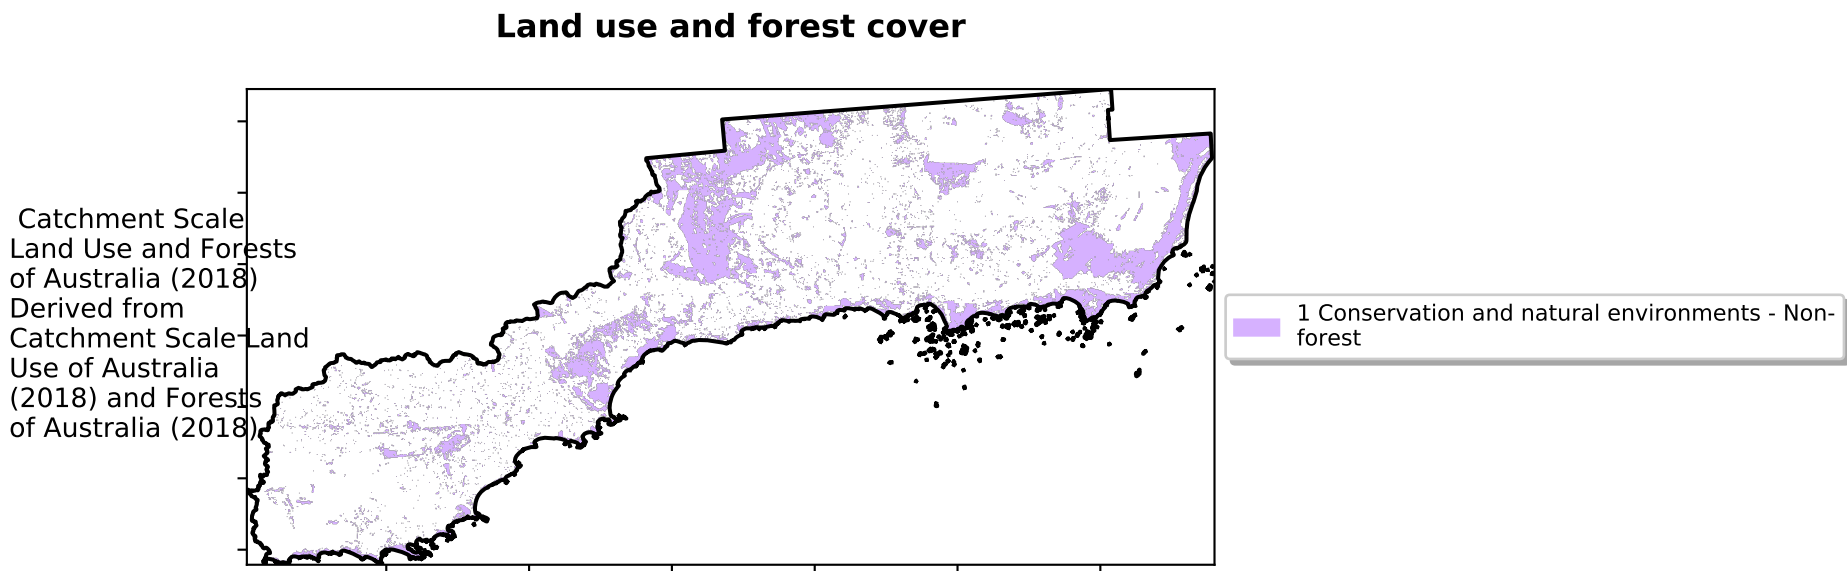 Land use and forest cover
Catchment Scale
Land Use and Forests
of Australia (2018)
Derived from
Catchment Scale Land
Use of Australia
(2018) and Forests
of Australia (2018)
1 Conservation and natural environments - Non-
forest